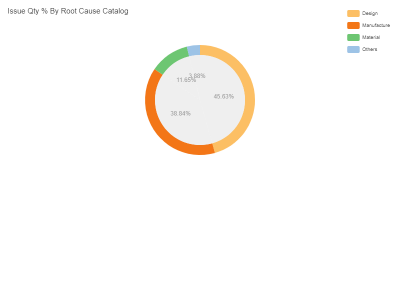 Issue Qty % By Root Cause Catalog
Design
Manufacture
Material
Others
3.88%
11.65%
45.63%
38.84%